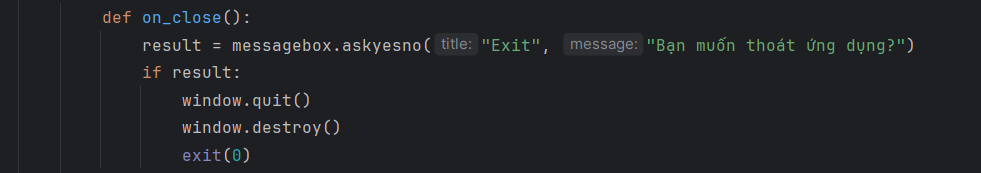 def on_close():
result = messagebox.askyesno(title: "Exit", message: "Bạn muốn thoát ứng dụng?")
if result:
window.quit()
window.destroy()
exit(0)